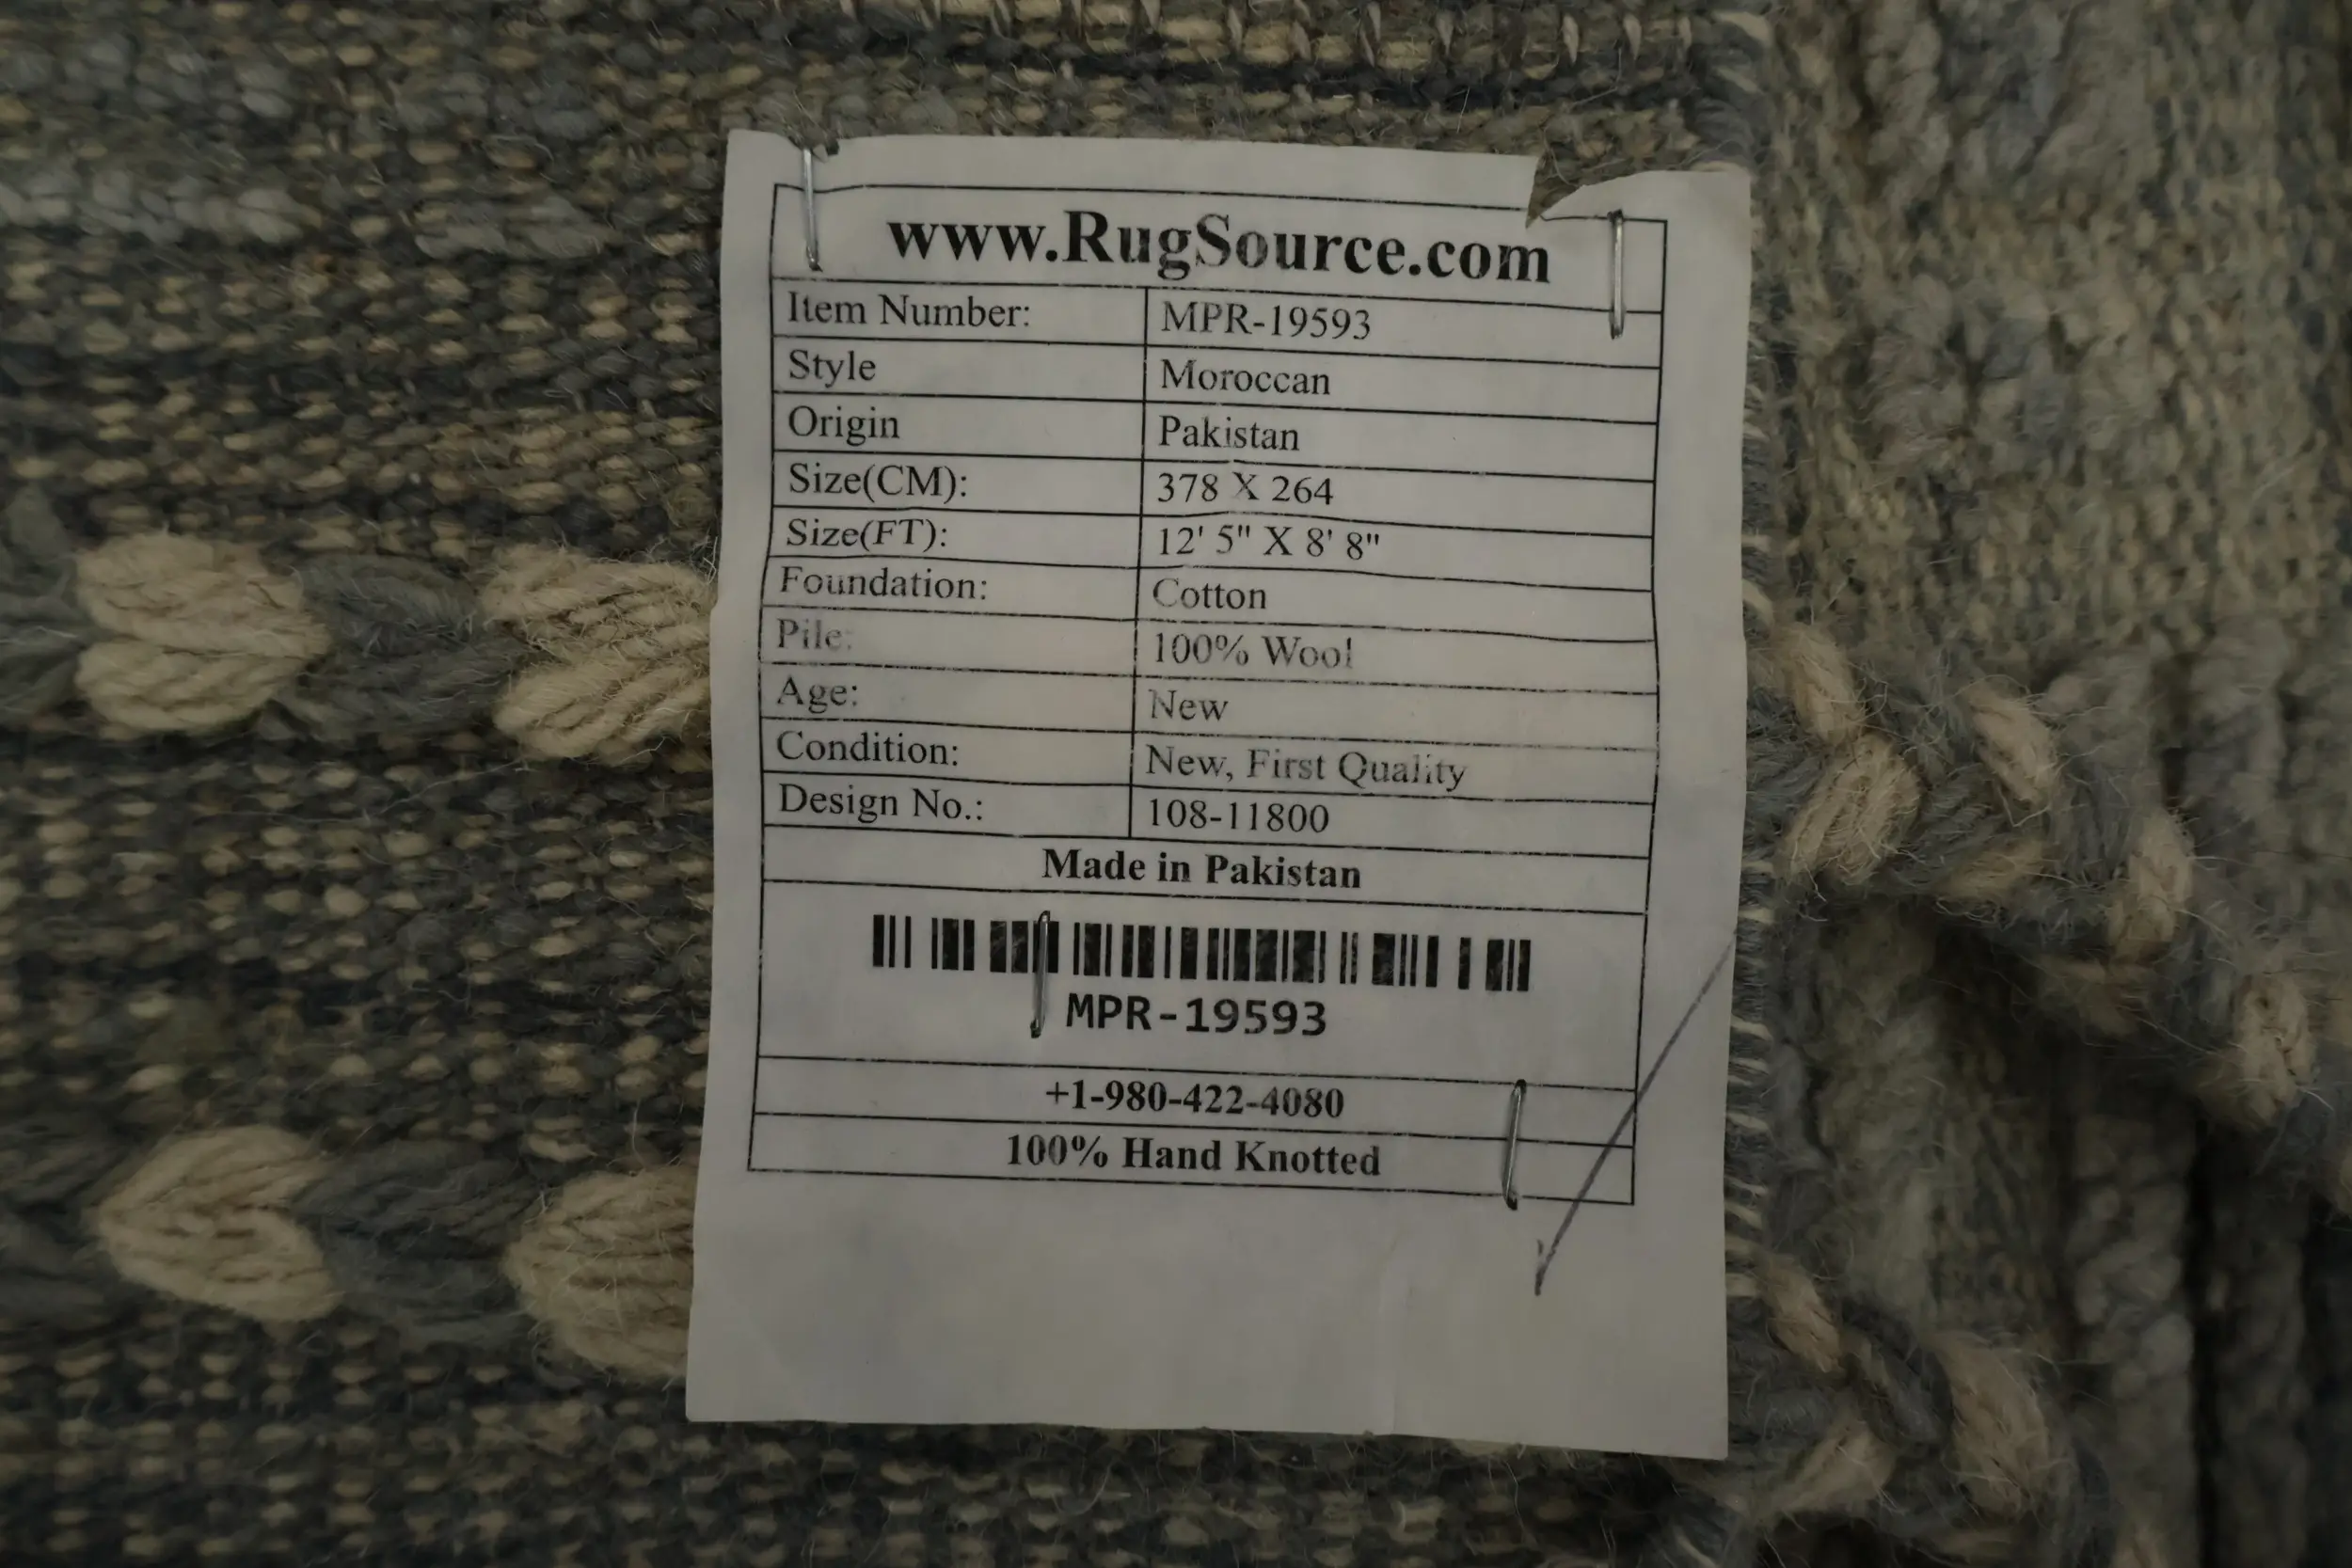 www.RugSource.com
Item Number: MPR-19593
Style Moroccan
Origin Pakistan
Size(CM): 378 X 264
Size(FT): 12' 5" X 8' 8"
Foundation: Cotton
Pile: 100% Wool
Age: New
Condition: New, First Quality
Design No.: 108-11800
Made in Pakistan
MPR-19593
+1-980-422-4080
100% Hand Knotted